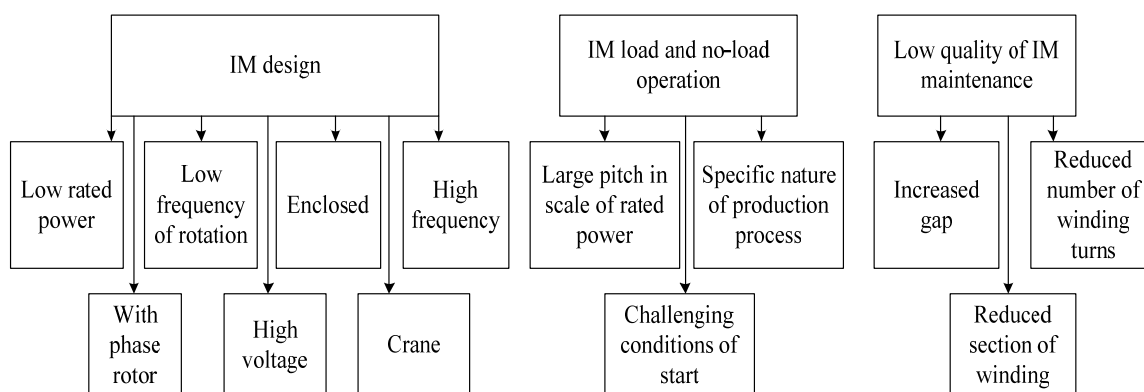 IM design
IM load and no-load
operation
Low quality of IM
maintenance
Low rated
power
Low
frequency
of rotation
Enclosed
High
frequency
Large pitch in
scale of rated
power
Specific nature
of production
process
Increased
gap
Reduced
number of
winding
turns
With
phase
rotor
High
voltage
Crane
Challenging
conditions of
start
Reduced
section of
winding